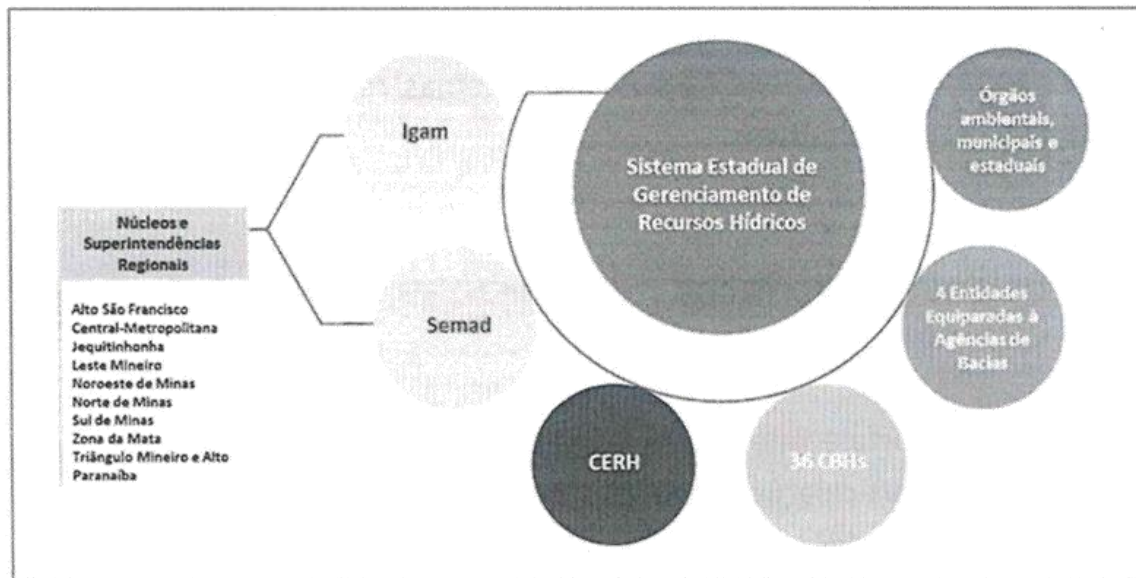 Igam
Sistema Estadual de
Gerenciamento de
Recursos Hídricos
Órgãos
ambientais,
municipais e
estaduais
Núcleos e
Superintendências
Regionais
Alto São Francisco
Central-Metropolitana
Jequitinhonha
Leste Mineiro
Noroeste de Minas
Norte de Minas
Sul de Minas
Zona da Mata
Triângulo Mineiro e Alto
Paranaíba
Semad
4 Entidades
Equiparadas à
Agências de
Bacias
CERH
36 CBHs